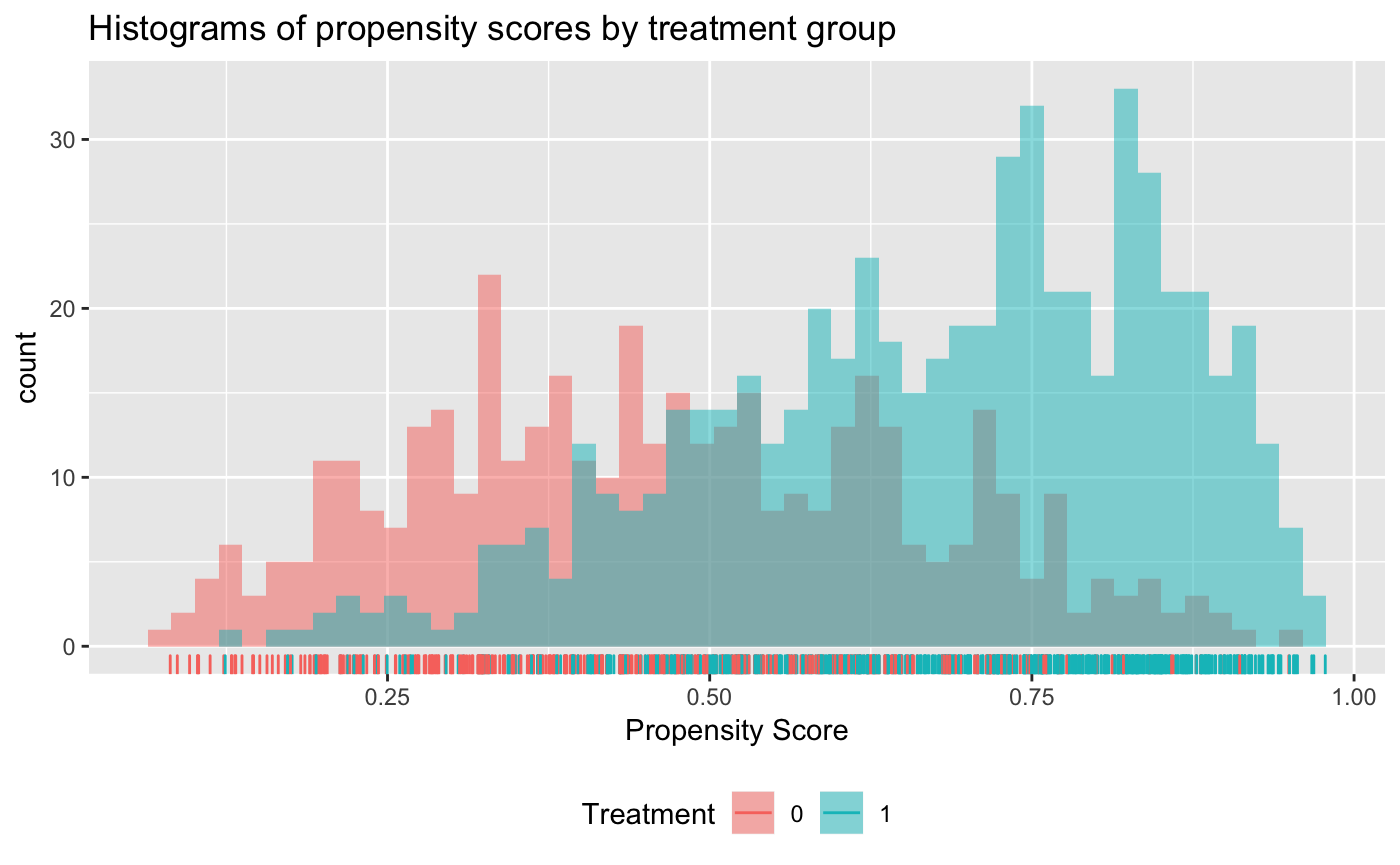 Histograms of propensity scores by treatment group
count
30
20
10
0
0.25 0.50 0.75 1.00
Propensity Score
Treatment 0 1